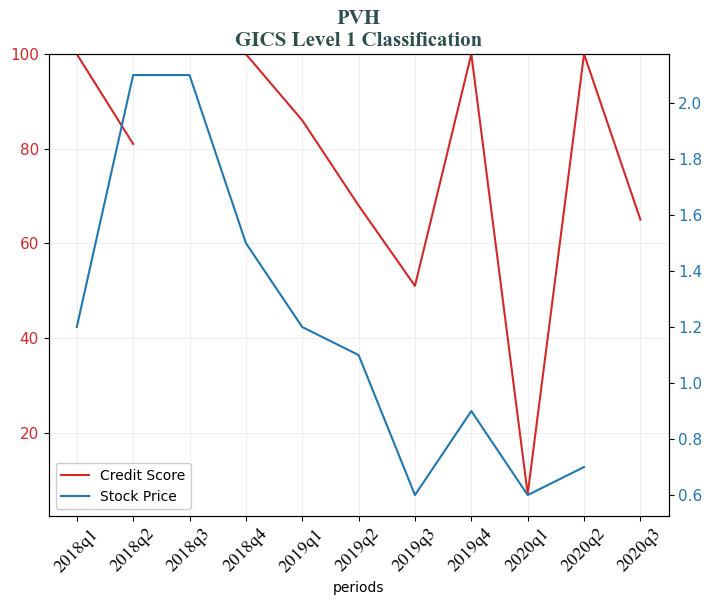 PVH
GICS Level 1 Classification
100
80
60
40
20
2.0
1.8
1.6
1.4
1.2
1.0
0.8
0.6
Credit Score
Stock Price
2018q1
2018q2
2018q3
2018q4
2019q1
2019q2
2019q3
2019q4
2020q1
2020q2
2020q3
periods